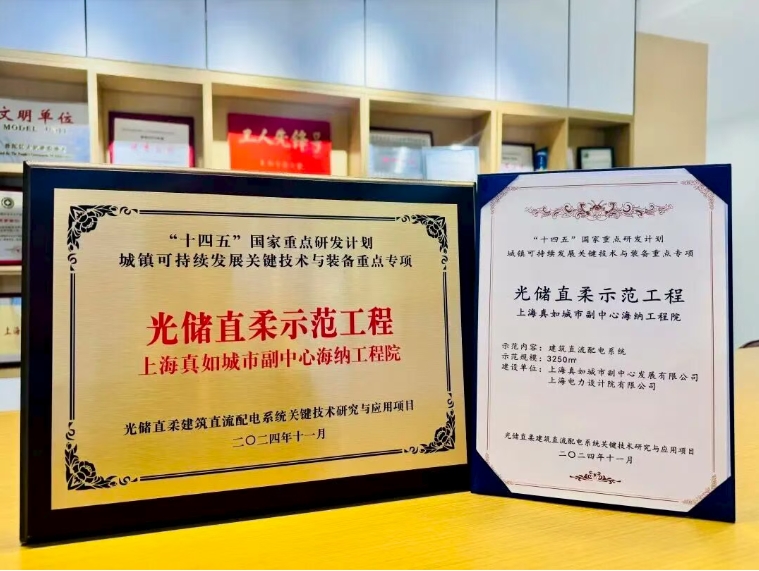 文明单位
MODEL
工人先锋号
上海
“十四五”国家重点研发计划
城镇可持续发展关键技术与装备重点专项
光储直柔示范工程
上海真如城市副中心海纳工程院
光储直柔建筑直流配电系统关键技术研究与应用项目
二〇二四年十一月
“十四五”国家重点研发计划
城镇可持续发展关键技术与装备重点专项
光储直柔示范工程
上海真如城市副中心海纳工程院
示范内容：建筑直流配电系统
示范规模：3250㎡
建设单位：上海真如城市副中心发展有限公司
上海电力设计院有限公司
光储直柔建筑直流配电系统关键技术研究与应用项目
二〇二四年十一月